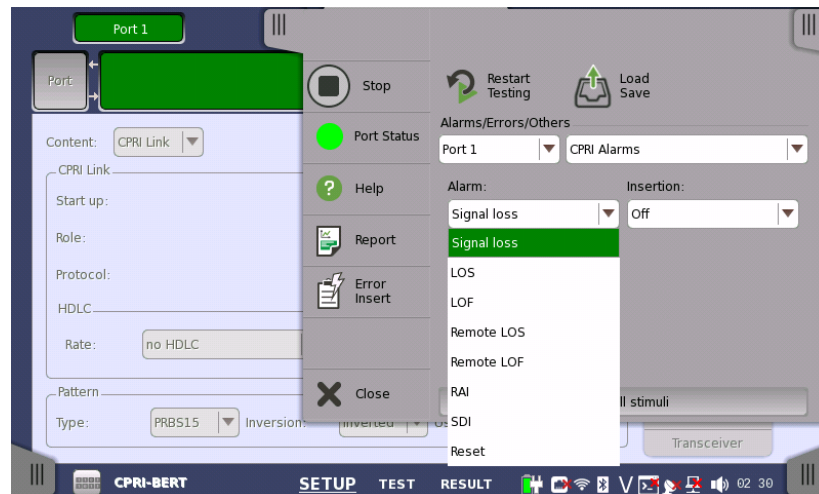 Port 1
Port
Stop
Restart
Testing
Load
Save
Port Status
Alarms/Errors/Others
Port 1
CPRI Alarms
Content:
CPRI Link
CPRI Link
Help
Alarm:
Insertion:
Start up:
Signal loss
Off
Role:
Report
Signal loss
Protocol:
LOS
HDLC
Error
Insert
LOF
Rate:
no HDLC
Remote LOS
Remote LOF
Pattern
Close
RAI
ll stimuli
Type:
PRBS15
Inversion:
Inverted
SDI
Reset
Transceiver
CPRI-BERT
SETUP
TEST
RESULT
02 30